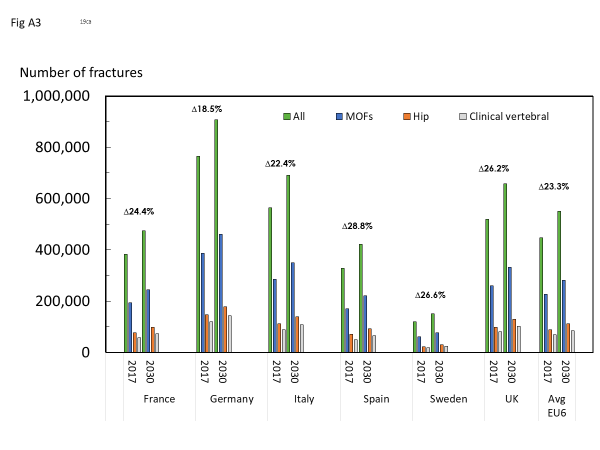 Fig A3
19ca
Number of fractures
1,000,000
800,000
600,000
400,000
200,000
0
All
MOFs
Hip
Clinical vertebral
Δ24.4%
Δ18.5%
Δ22.4%
Δ28.8%
Δ26.6%
Δ26.2%
Δ23.3%
2017
2030
2017
2030
2017
2030
2017
2030
2017
2030
2017
2030
2017
2030
France
Germany
Italy
Spain
Sweden
UK
Avg
EU6